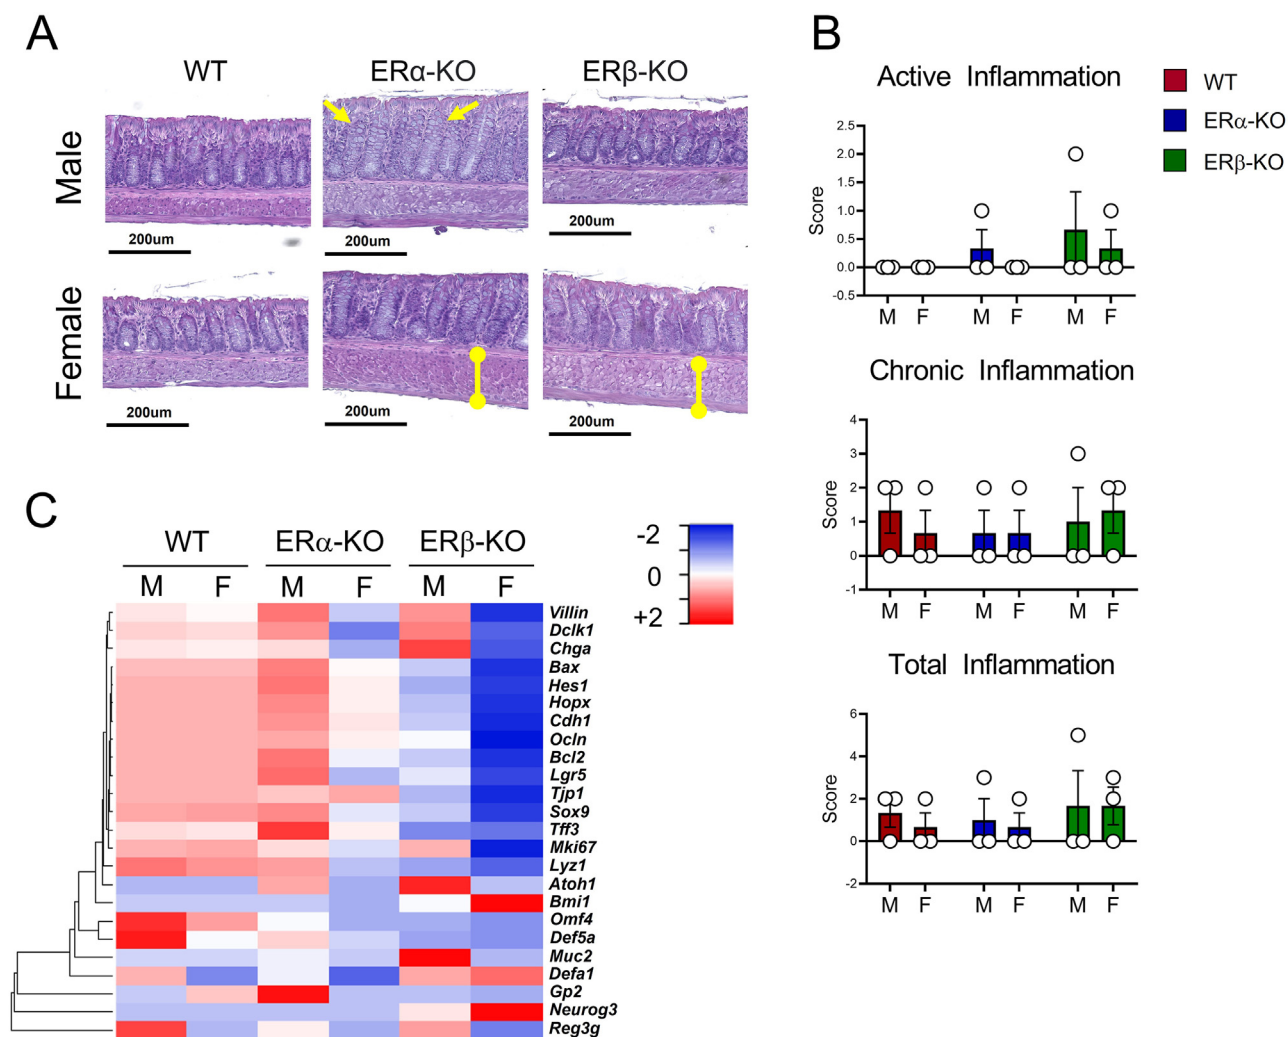 A
WT
ERα-KO
ERβ-KO
Male
200um
200um
200um
Female
200um
200um
200um
B
Active Inflammation
WT
ERα-KO
ERβ-KO
Score
2.5
2.0
1.5
1.0
0.5
0.0
-0.5
M F M F M F
Chronic Inflammation
Score
4
3
2
1
0
-1
M F M F M F
Total Inflammation
Score
6
4
2
0
-2
M F M F M F
C
WT ERα-KO ERβ-KO
M F M F M F
-2
0
+2
Villin
Dclk1
Chga
Bax
Hes1
Hopx
Cdh1
Ocln
Bcl2
Lgr5
Tjp1
Sox9
Tff3
Mki67
Lyz1
Atoh1
Bmi1
Omf4
Def5a
Muc2
Defa1
Gp2
Neurog3
Reg3g